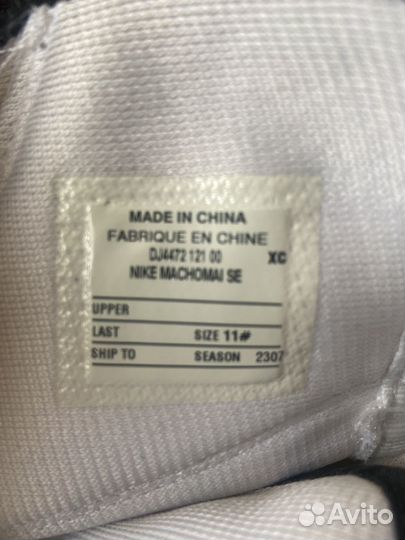 MADE IN CHINA
FABRIQUE EN CHINE
DJ4472 121 00 XC
NIKE MACHOMAI SE
UPPER
LAST SIZE 11#
SHIP TO SEASON 2307
Avito